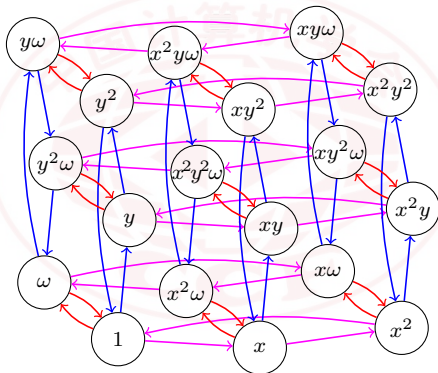 yω x²yω xyω
y² xy² x²y²
y²ω x²y²ω xy²ω
y xy x²y
ω x²ω xω
1 x x²